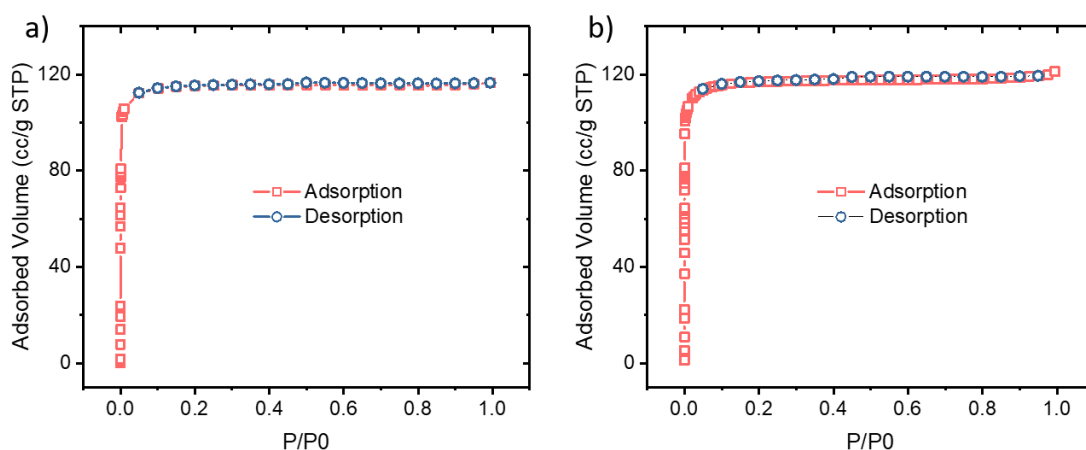 a)
Adsorbed Volume (cc/g STP)
120
80
40
0
Adsorption
Desorption
0.0 0.2 0.4 0.6 0.8 1.0
P/P0
b)
Adsorbed Volume (cc/g STP)
120
80
40
0
Adsorption
Desorption
0.0 0.2 0.4 0.6 0.8 1.0
P/P0